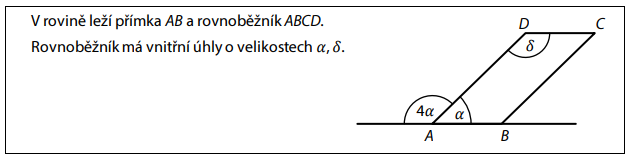 V rovině leží přímka AB a rovnoběžník ABCD.
Rovnoběžník má vnitřní úhly o velikostech α, δ.
D
C
δ
4α
α
A
B